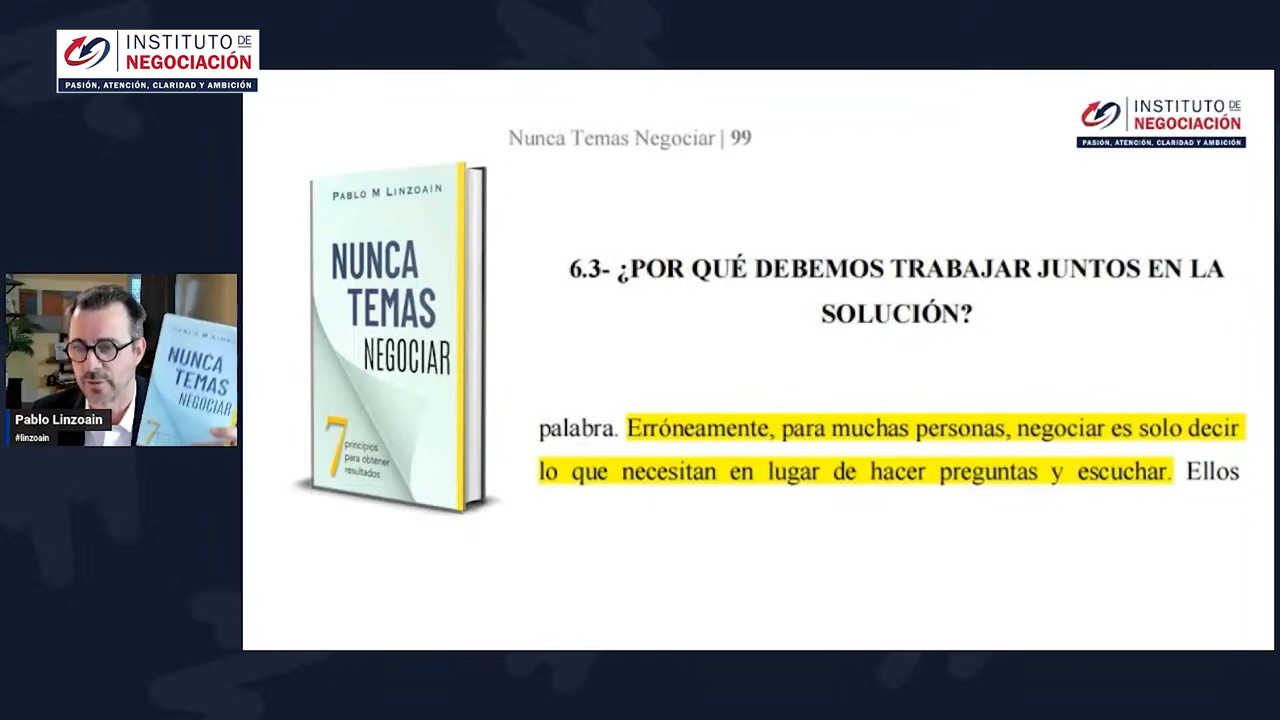 INSTITUTO DE
NEGOCIACIÓN
PASIÓN, ATENCIÓN, CLARIDAD Y AMBICIÓN
INSTITUTO DE
NEGOCIACIÓN
PASIÓN, ATENCIÓN, CLARIDAD Y AMBICIÓN
Nunca Temas Negociar | 99
PABLO M LINZOAIN
NUNCA
TEMAS
NEGOCIAR
7 principios
para obtener
resultados
6.3- ¿POR QUÉ DEBEMOS TRABAJAR JUNTOS EN LA
SOLUCIÓN?
palabra. Erróneamente, para muchas personas, negociar es solo decir
lo que necesitan en lugar de hacer preguntas y escuchar. Ellos
PABLO M
NUNCA
TEMAS
NEGOCIAR
7
Pablo Linzoain
#linzoain